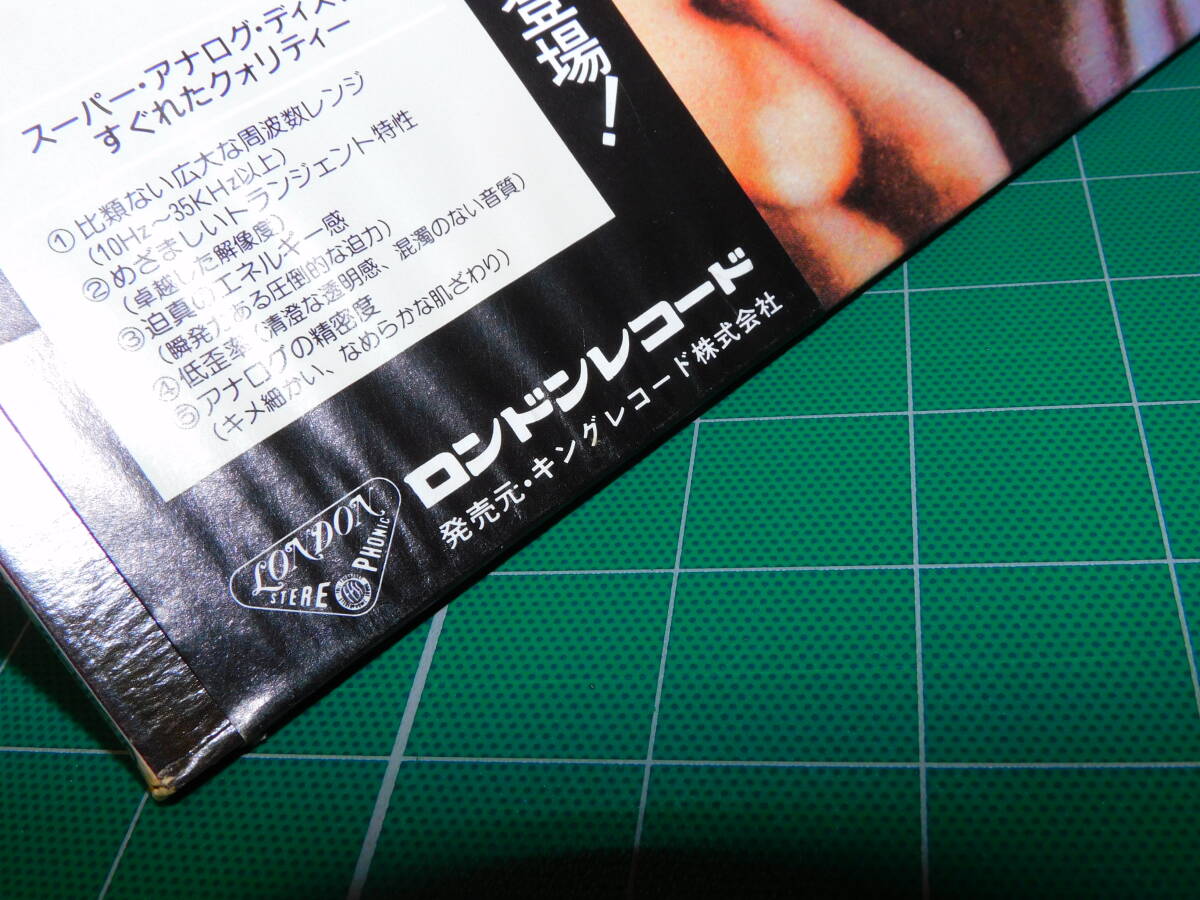 登場!
スーパー・アナログ・ディス
すぐれたクォリティー
①比類ない広大な周波数レンジ
(10Hz〜35KHz以上)
②めざましいトランジェント特性
(卓越した解像度)
③迫真のエネルギー感
(瞬発力ある圧倒的な迫力)
④低歪率(清澄な透明感、混濁のない音質)
⑤アナログの精密度
(キメ細かい、なめらかな肌ざわり)
ロンドンレコード
発売元・キングレコード株式会社
LONDON
STEREOPHONIC